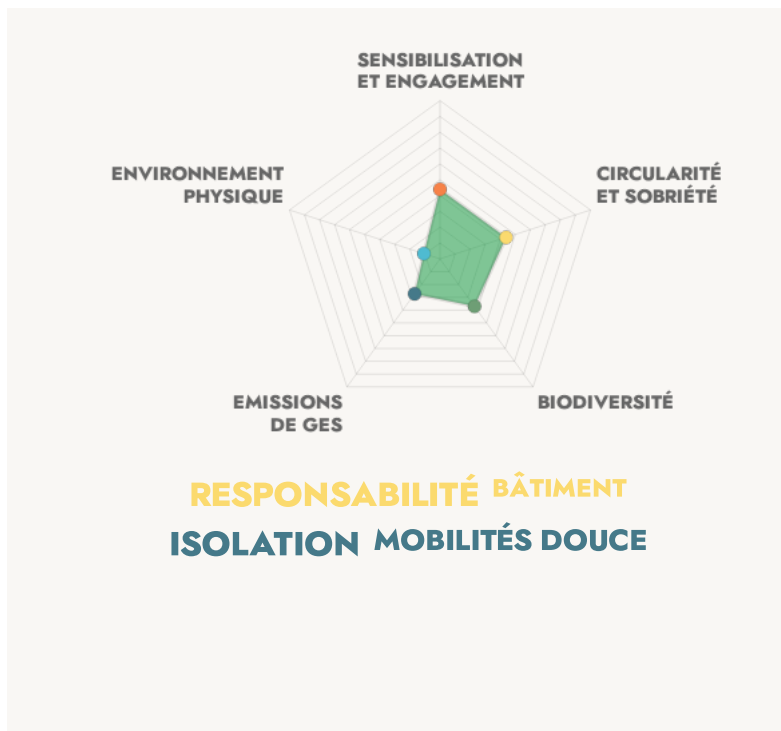 SENSIBILISATION
ET ENGAGEMENT
ENVIRONNEMENT
PHYSIQUE
CIRCULARITÉ
ET SOBRIÉTÉ
EMISSIONS
DE GES
BIODIVERSITÉ
RESPONSABILITÉ BÂTIMENT
ISOLATION MOBILITÉS DOUCE